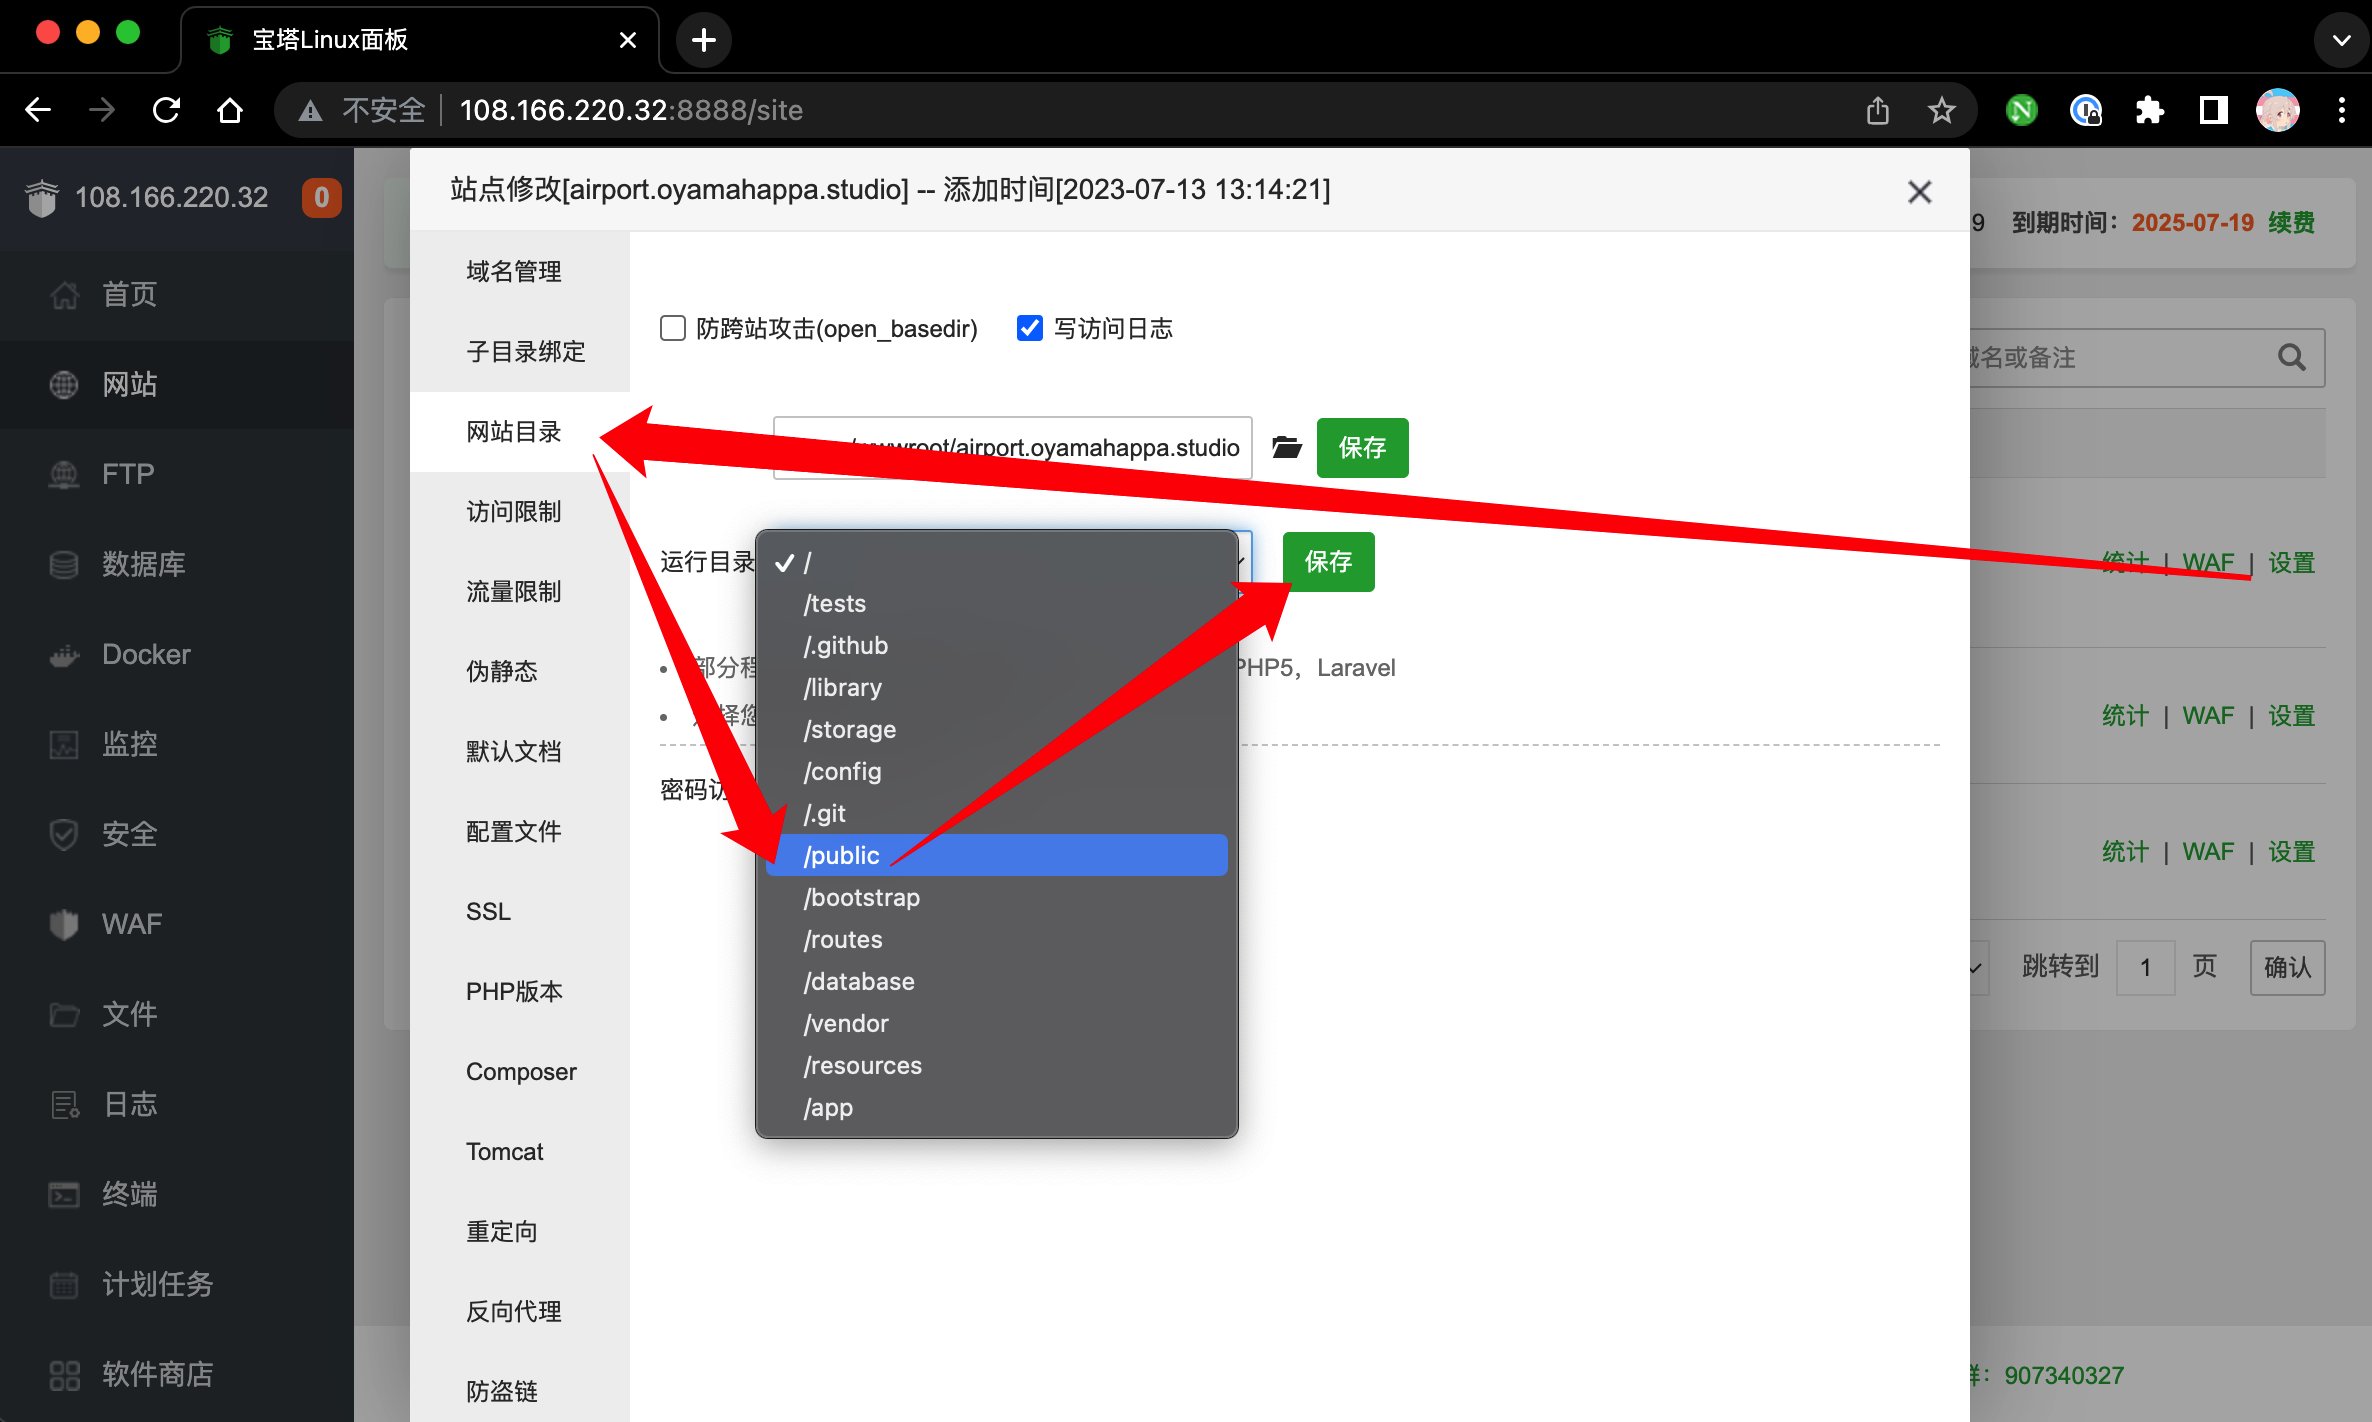 宝塔Linux面板
不安全 108.166.220.32:8888/site
108.166.220.32 0
首页
网站
FTP
数据库
Docker
监控
安全
WAF
文件
日志
终端
计划任务
软件商店
站点修改[airport.oyamahappa.studio] -- 添加时间[2023-07-13 13:14:21]
域名管理
子目录绑定
网站目录
访问限制
流量限制
伪静态
默认文档
配置文件
SSL
PHP版本
Composer
Tomcat
重定向
反向代理
防盗链
防跨站攻击(open_basedir) 写访问日志
/wwwroot/airport.oyamahappa.studio 保存
运行目录 保存
/
/tests
/.github
/library
/storage
/config
/.git
/public
/bootstrap
/routes
/database
/vendor
/resources
/app
部分程 PHP5，Laravel
择您
密码访
9 到期时间：2025-07-19 续费
域名或备注
统计 | WAF | 设置
统计 | WAF | 设置
统计 | WAF | 设置
跳转到 1 页 确认
群：907340327